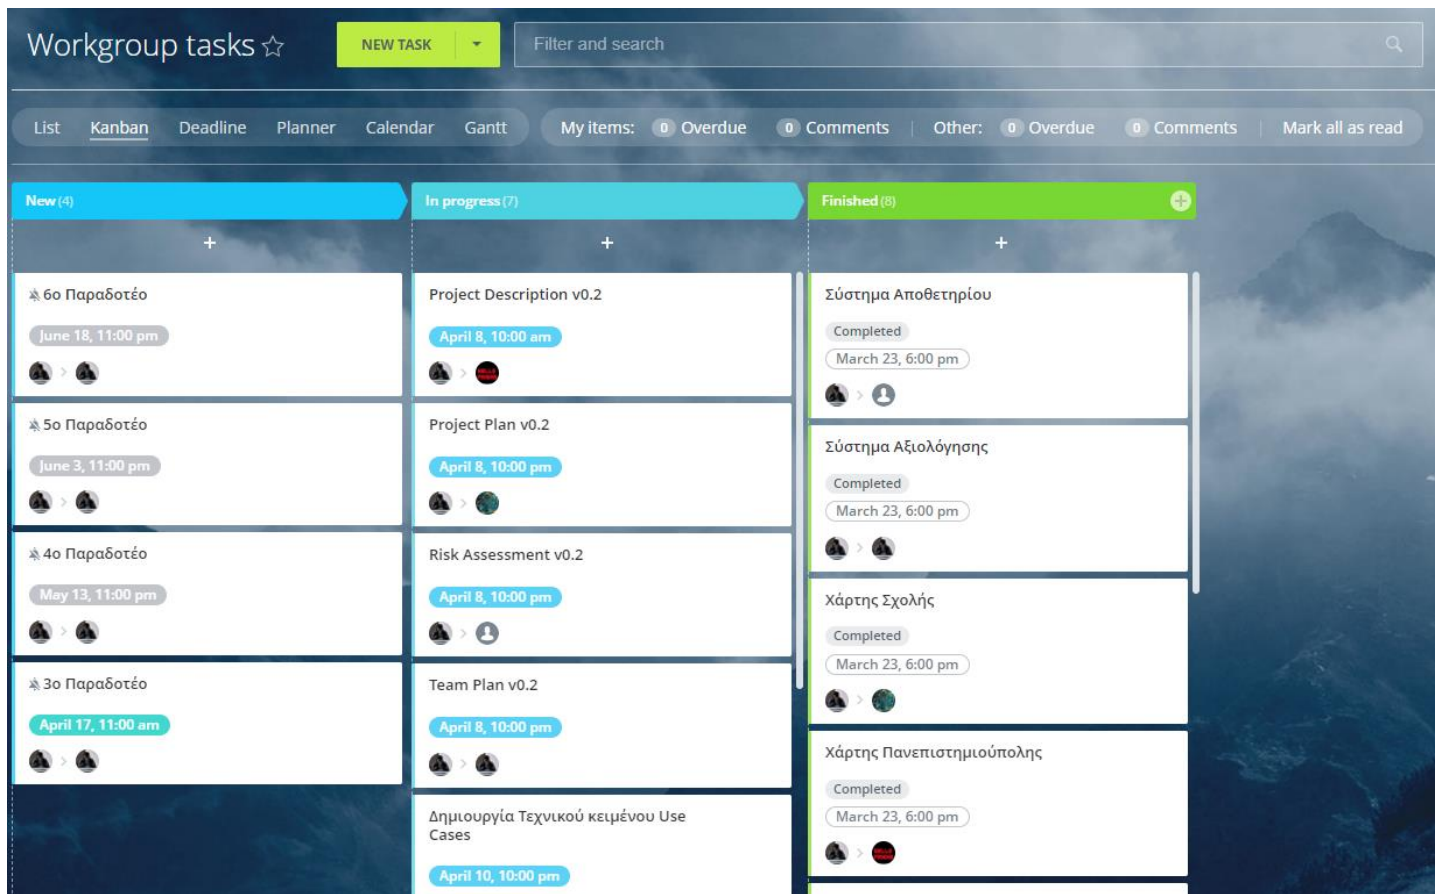 Workgroup tasks
NEW TASK
Filter and search
List Kanban Deadline Planner Calendar Gantt
My items: 0 Overdue 0 Comments Other: 0 Overdue 0 Comments Mark all as read
New (4)
6ο Παραδοτέο
June 18, 11:00 pm
5ο Παραδοτέο
June 3, 11:00 pm
4ο Παραδοτέο
May 13, 11:00 pm
3ο Παραδοτέο
April 17, 11:00 am
In progress (7)
Project Description v0.2
April 8, 10:00 am
Project Plan v0.2
April 8, 10:00 pm
Risk Assessment v0.2
April 8, 10:00 pm
Team Plan v0.2
April 8, 10:00 pm
Δημιουργία Τεχνικού κειμένου Use
Cases
April 10, 10:00 pm
Finished (8)
Σύστημα Αποθετηρίου
Completed
March 23, 6:00 pm
Σύστημα Αξιολόγησης
Completed
March 23, 6:00 pm
Χάρτης Σχολής
Completed
March 23, 6:00 pm
Χάρτης Πανεπιστημιούπολης
Completed
March 23, 6:00 pm